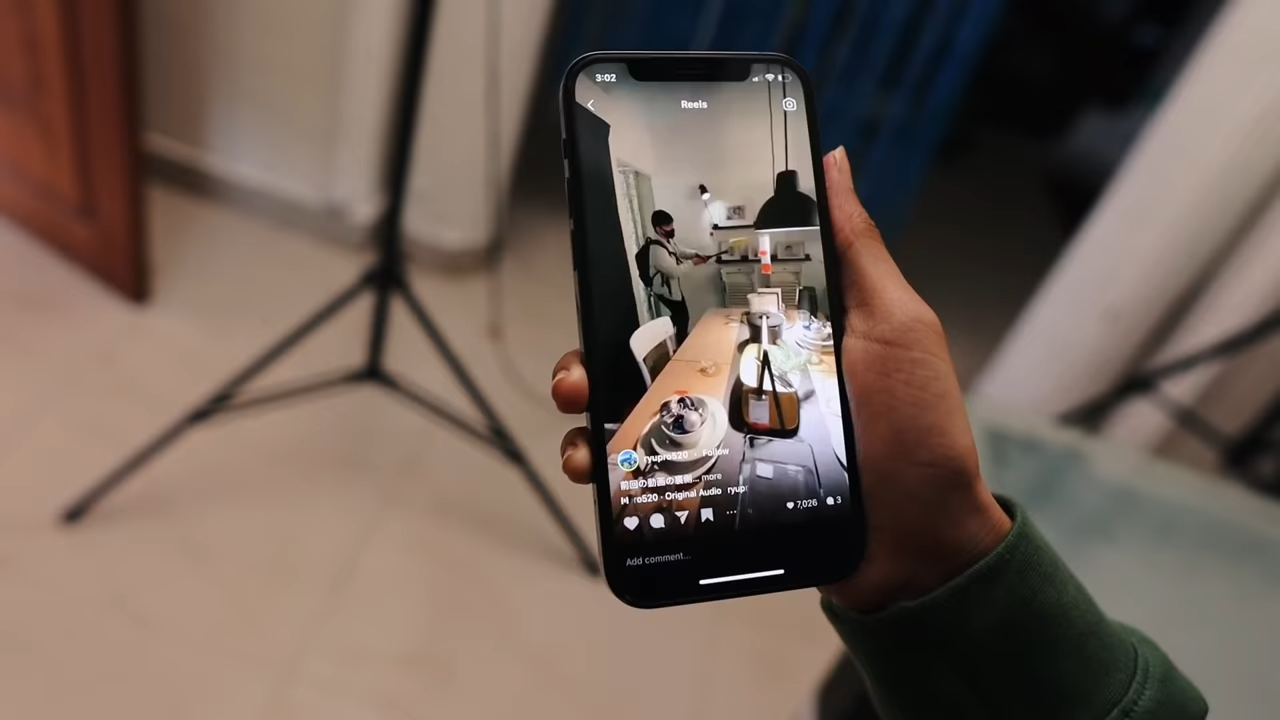 3:02
Reels
ryupro520 · Follow
前回の動画の裏側... more
ro520 · Original Audio ryup
7,026 3
Add comment...